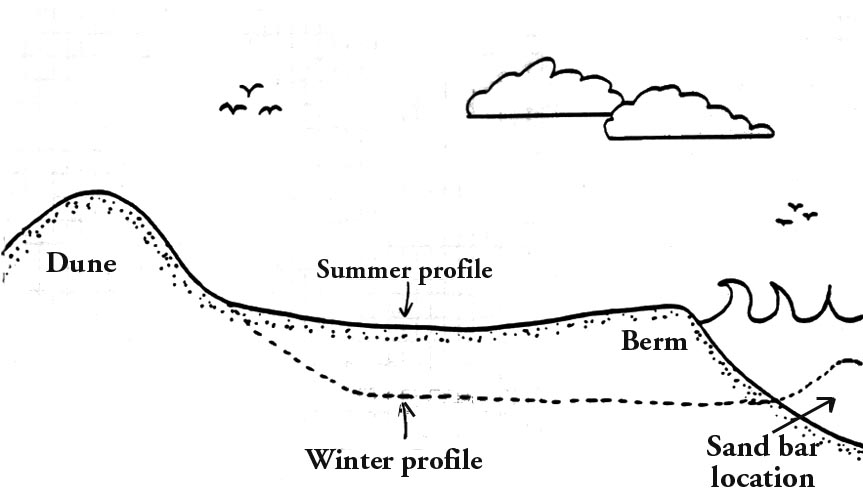 Dune
Summer profile
Berm
Winter profile
Sand bar
location